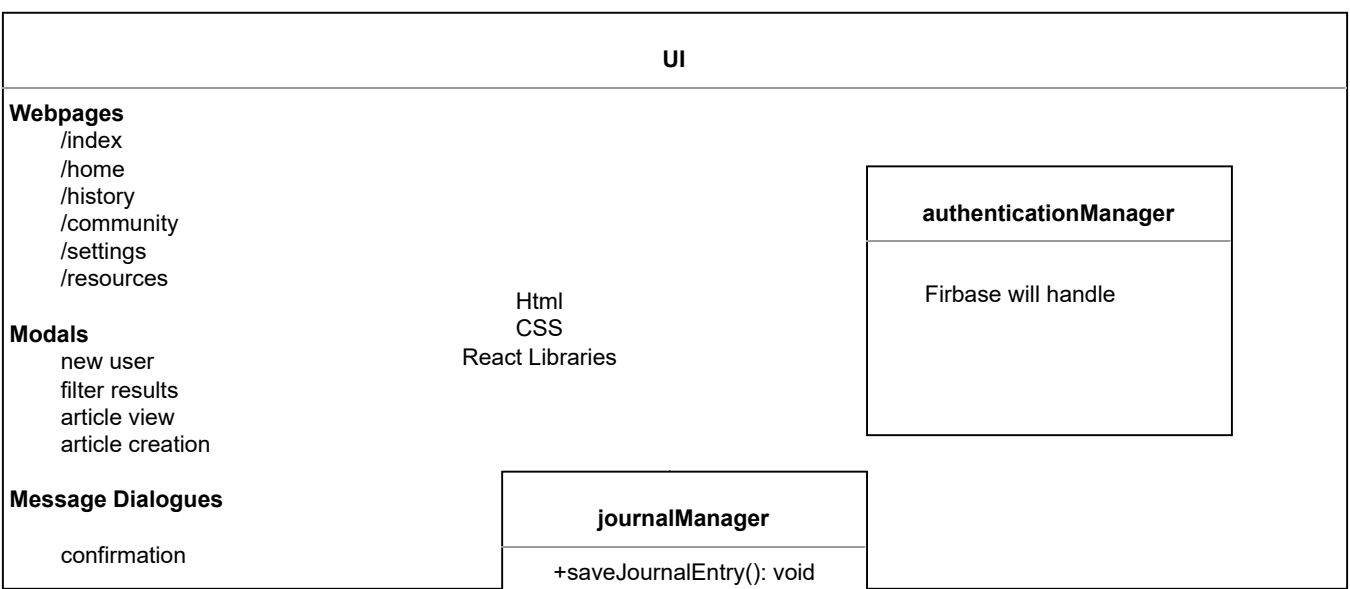 UI
Webpages
/index
/home
/history
/community
/settings
/resources
Modals
new user
filter results
article view
article creation
Message Dialogues
confirmation
Html
CSS
React Libraries
authenticationManager
Firbase will handle
journalManager
+saveJournalEntry(): void